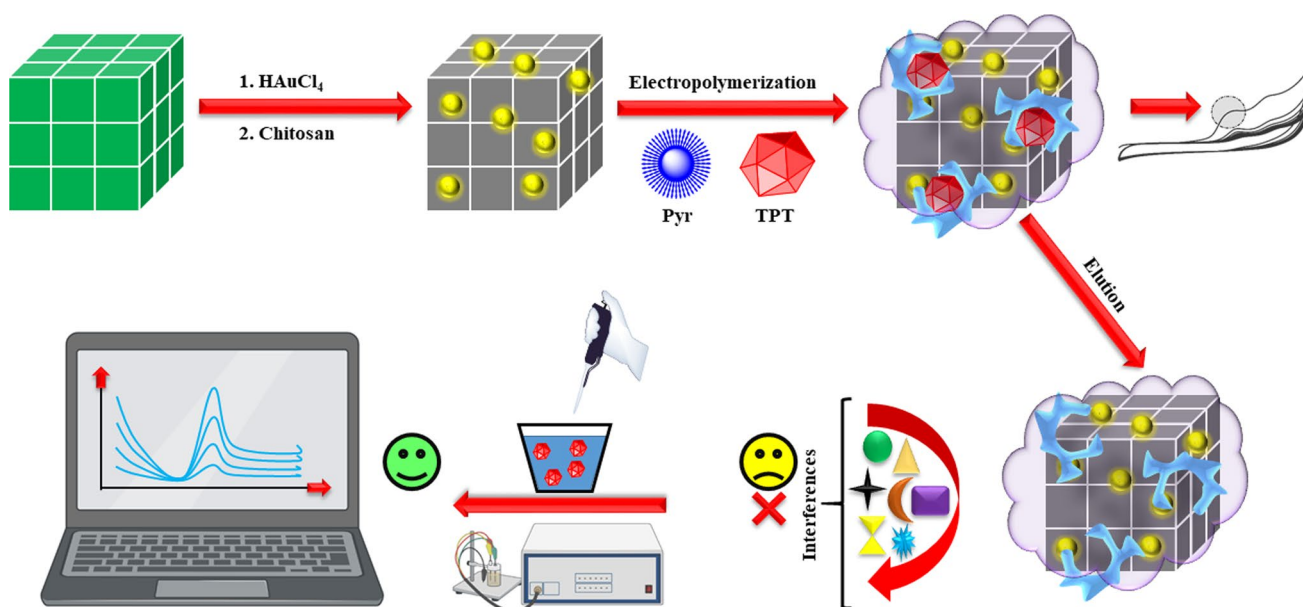 1. HAuCl₄
2. Chitosan
Electropolymerization
Pyr
TPT
Elution
Interferences